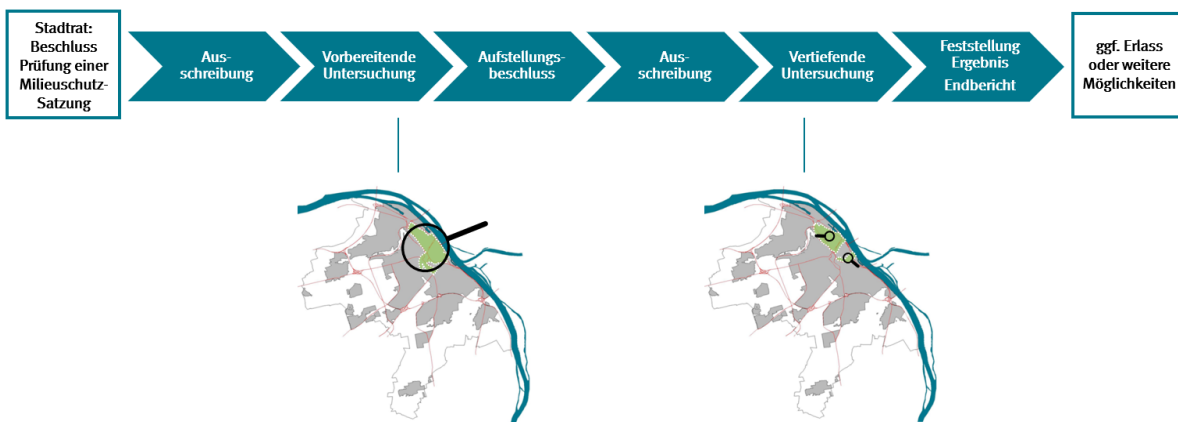 Stadtrat:
Beschluss
Prüfung einer
Milieuschutz-
Satzung
Aus-
schreibung
Vorbereitende
Untersuchung
Aufstellungs-
beschluss
Aus-
schreibung
Vertiefende
Untersuchung
Feststellung
Ergebnis
Endbericht
ggf. Erlass
oder weitere
Möglichkeiten